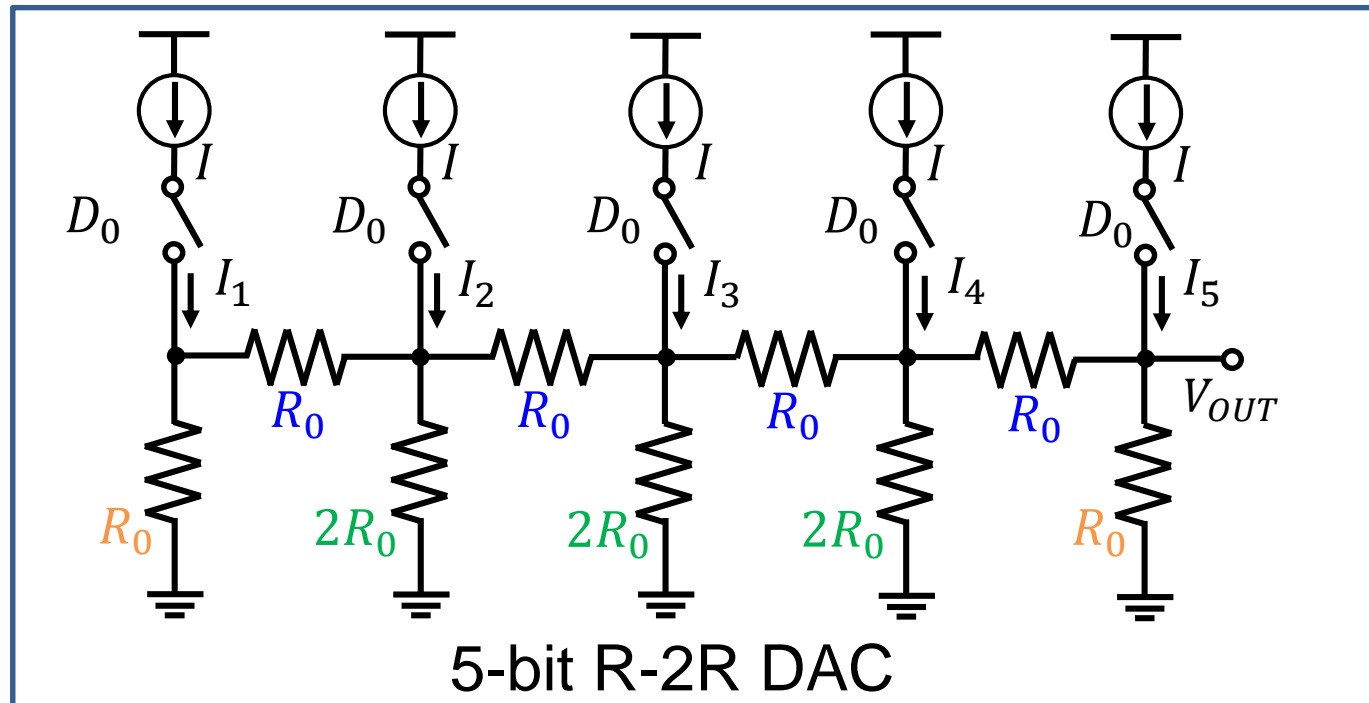 I I I I I
D₀ D₀ D₀ D₀ D₀
I₁ I₂ I₃ I₄ I₅
R₀ R₀ R₀ R₀ V_OUT
R₀ 2R₀ 2R₀ 2R₀ R₀
5-bit R-2R DAC